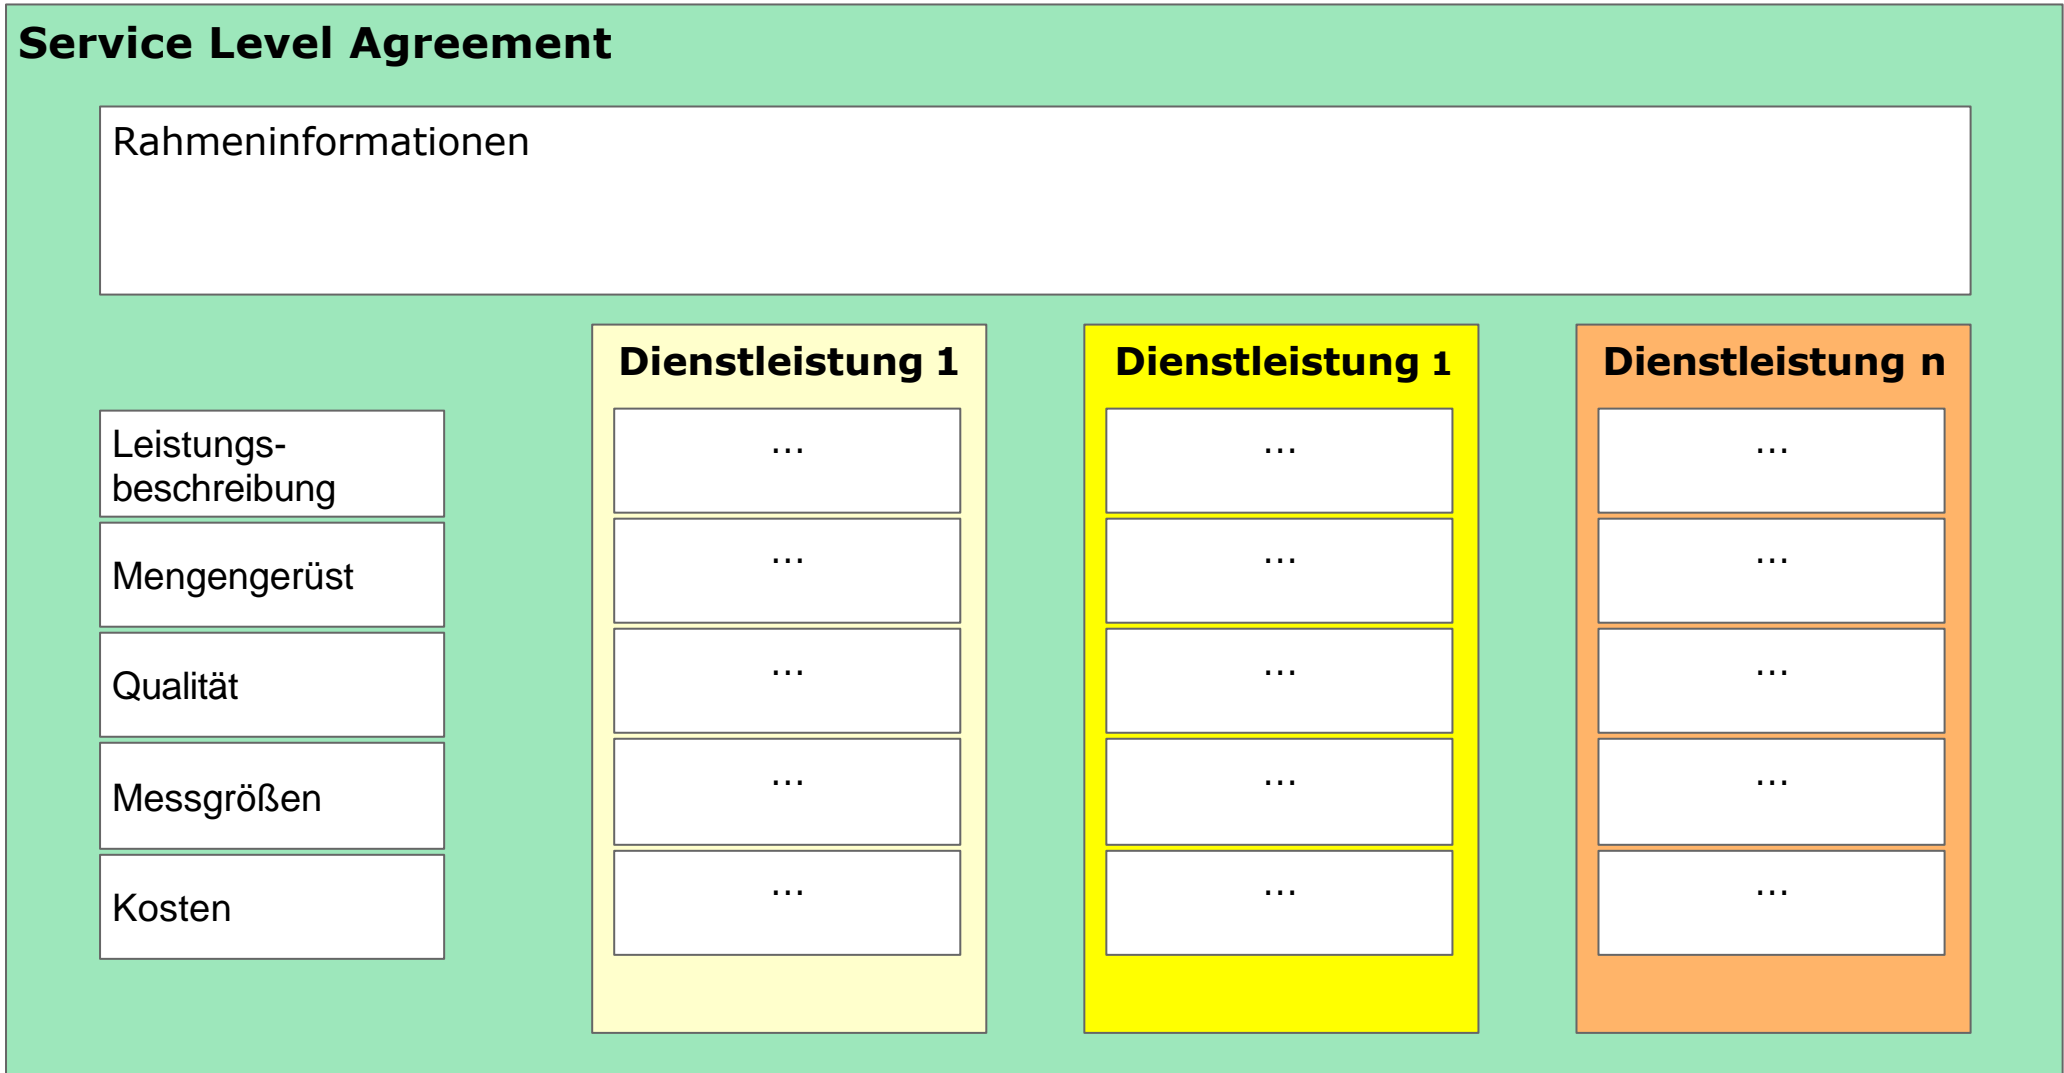 Service Level Agreement
Rahmeninformationen
Dienstleistung 1
Dienstleistung 1
Dienstleistung n
Leistungs-
beschreibung
...
...
...
Mengengerüst
...
...
...
Qualität
...
...
...
Messgrößen
...
...
...
Kosten
...
...
...